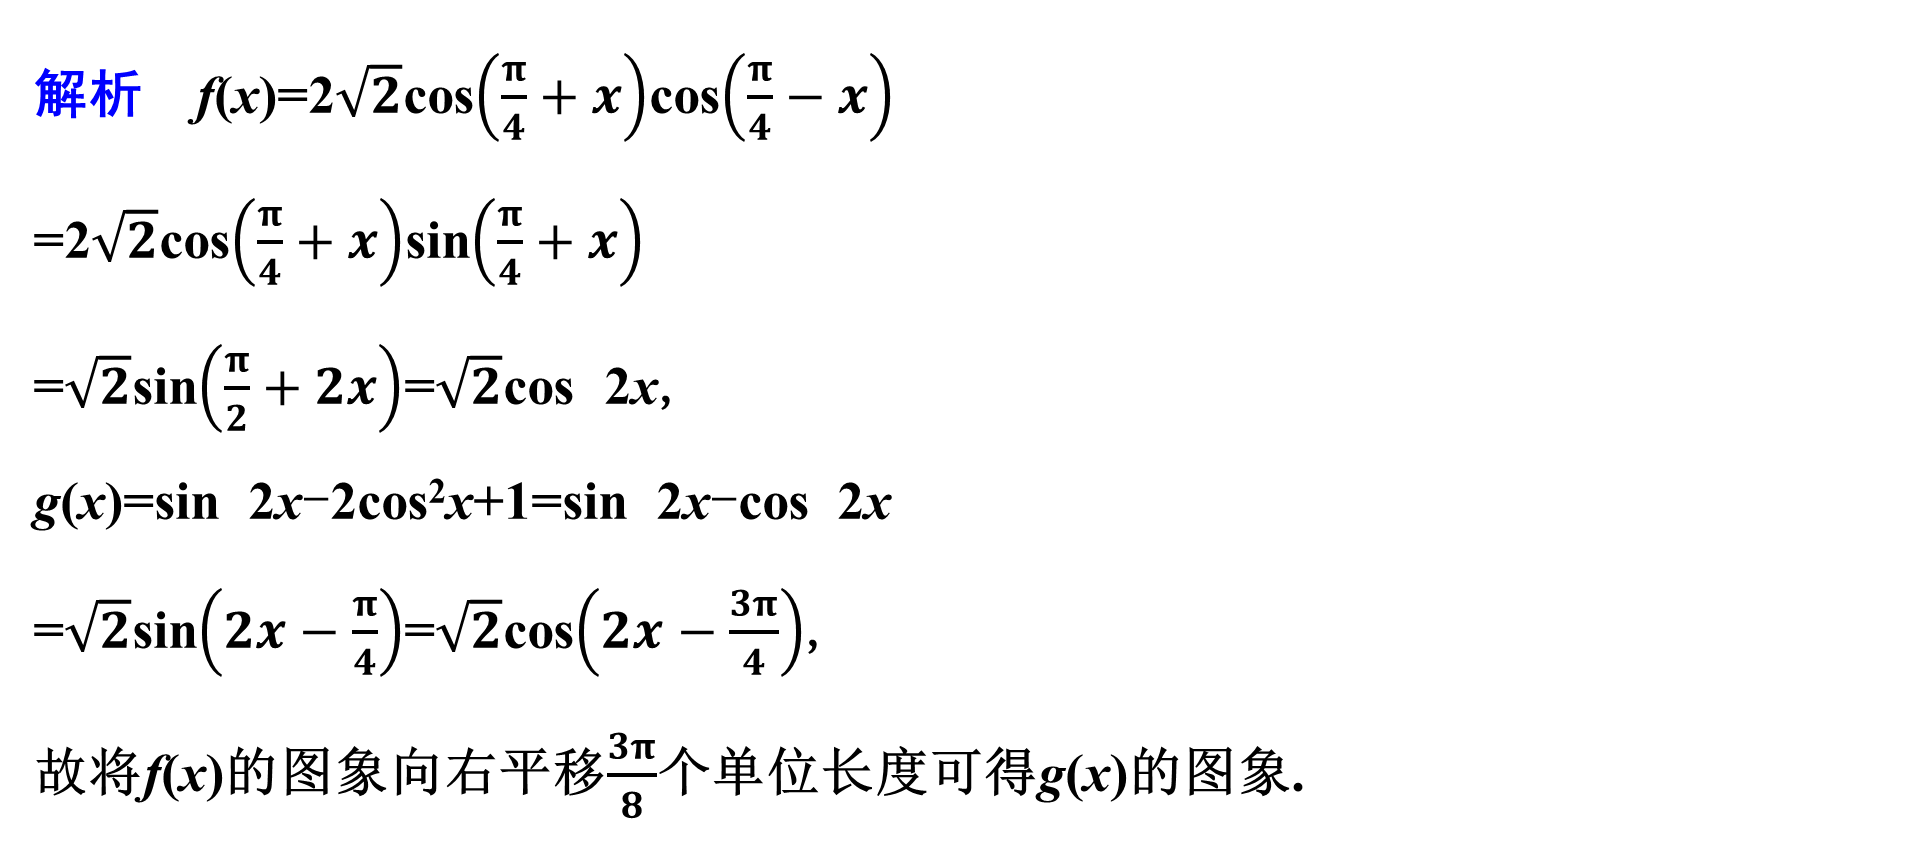 解析 f(x)=2√2cos(π/4 + x)cos(π/4 − x)
=2√2cos(π/4 + x)sin(π/4 + x)
=√2sin(π/2 + 2x)=√2cos 2x,
g(x)=sin 2x−2cos²x+1=sin 2x−cos 2x
=√2sin(2x − π/4)=√2cos(2x − 3π/4),
故将f(x)的图象向右平移3π/8个单位长度可得g(x)的图象.